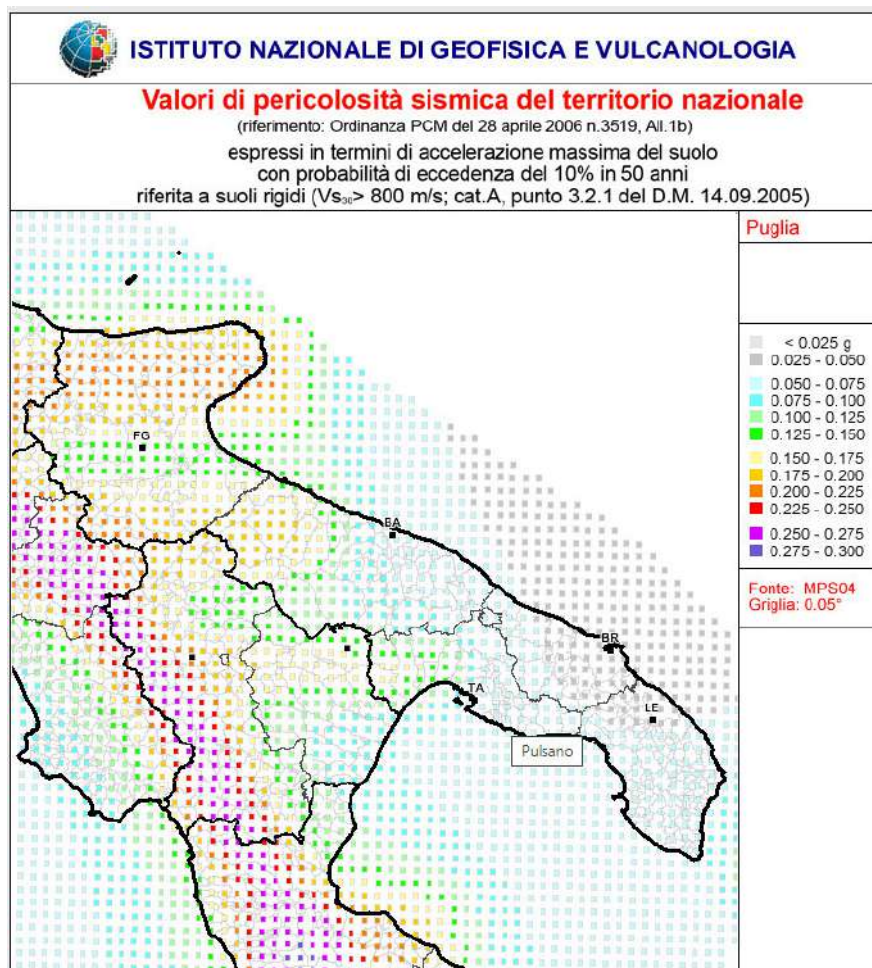 ISTITUTO NAZIONALE DI GEOFISICA E VULCANOLOGIA
Valori di pericolosità sismica del territorio nazionale
(riferimento: Ordinanza PCM del 28 aprile 2006 n.3519, All.1b)
espressi in termini di accelerazione massima del suolo
con probabilità di eccedenza del 10% in 50 anni
riferita a suoli rigidi (Vs₃₀> 800 m/s; cat.A, punto 3.2.1 del D.M. 14.09.2005)
Puglia
< 0.025 g
0.025 - 0.050
0.050 - 0.075
0.075 - 0.100
0.100 - 0.125
0.125 - 0.150
0.150 - 0.175
0.175 - 0.200
0.200 - 0.225
0.225 - 0.250
0.250 - 0.275
0.275 - 0.300
Fonte: MPS04
Griglia: 0.05°
FG
BA
BR
TA
LE
Pulsano